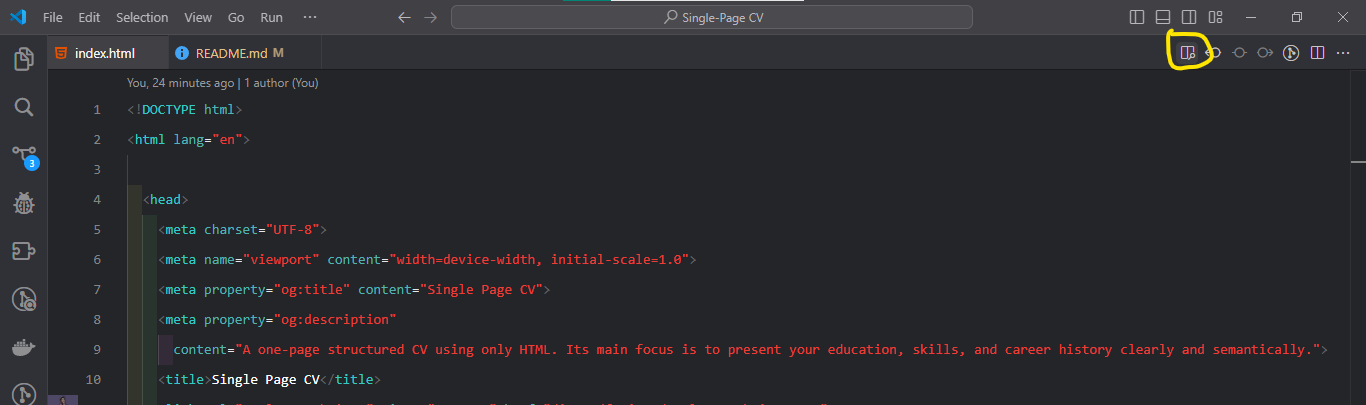 File Edit Selection View Go Run ··· Single-Page CV
index.html README.md M
You, 24 minutes ago | 1 author (You)
1 <!DOCTYPE html>
2 <html lang="en">
3
4 <head>
5 <meta charset="UTF-8">
6 <meta name="viewport" content="width=device-width, initial-scale=1.0">
7 <meta property="og:title" content="Single Page CV">
8 <meta property="og:description"
9 content="A one-page structured CV using only HTML. Its main focus is to present your education, skills, and career history clearly and semantically.">
3
10 <title>Single Page CV</title>